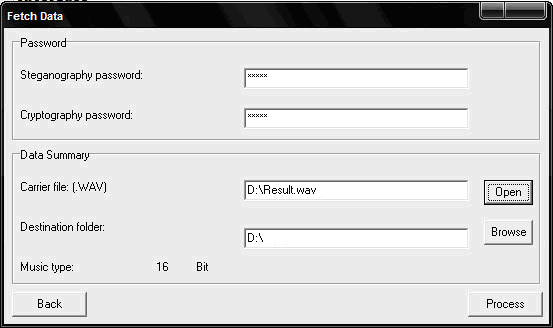 Fetch Data
Password
Steganography password: *****
Cryptography password: *****
Data Summary
Carrier file: (.WAV) D:\Result.wav Open
Destination folder: D:\ Browse
Music type: 16 Bit
Back Process